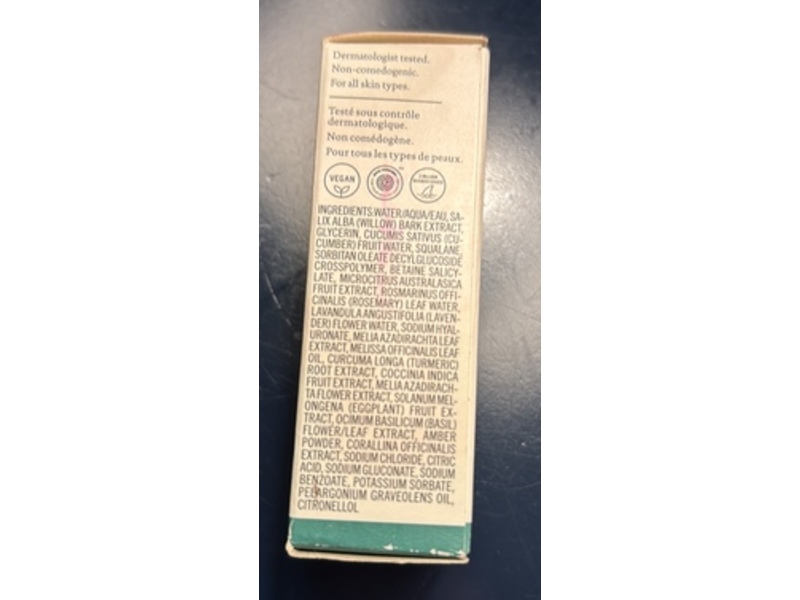 Dermatologist tested.
Non-comedogenic.
For all skin types.
Testé sous contrôle
dermatologique.
Non comédogène.
Pour tous les types de peaux.
VEGAN
INGREDIENTS:WATER/AQUA/EAU, SA-
LIX ALBA (WILLOW) BARK EXTRACT,
GLYCERIN, CUCUMIS SATIVUS (CU-
CUMBER) FRUIT WATER, SQUALANE,
SORBITAN OLEATE DECYLGLUCOSIDE
CROSSPOLYMER, BETAINE SALICY-
LATE, MICROCITRUS AUSTRALASICA
FRUIT EXTRACT, ROSMARINUS OFFI-
CINALIS (ROSEMARY) LEAF WATER,
LAVANDULA ANGUSTIFOLIA (LAVEN-
DER) FLOWER WATER, SODIUM HYAL-
URONATE, MELIA AZADIRACHTA LEAF
EXTRACT, MELISSA OFFICINALIS LEAF
OIL, CURCUMA LONGA (TURMERIC)
ROOT EXTRACT, COCCINIA INDICA
FRUIT EXTRACT, MELIA AZADIRACH-
TA FLOWER EXTRACT, SOLANUM MEL-
ONGENA (EGGPLANT) FRUIT EX-
TRACT, OCIMUM BASILICUM (BASIL)
FLOWER/LEAF EXTRACT, AMBER
POWDER, CORALLINA OFFICINALIS
EXTRACT, SODIUM CHLORIDE, CITRIC
ACID, SODIUM GLUCONATE, SODIUM
BENZOATE, POTASSIUM SORBATE,
PELARGONIUM GRAVEOLENS OIL,
CITRONELLOL